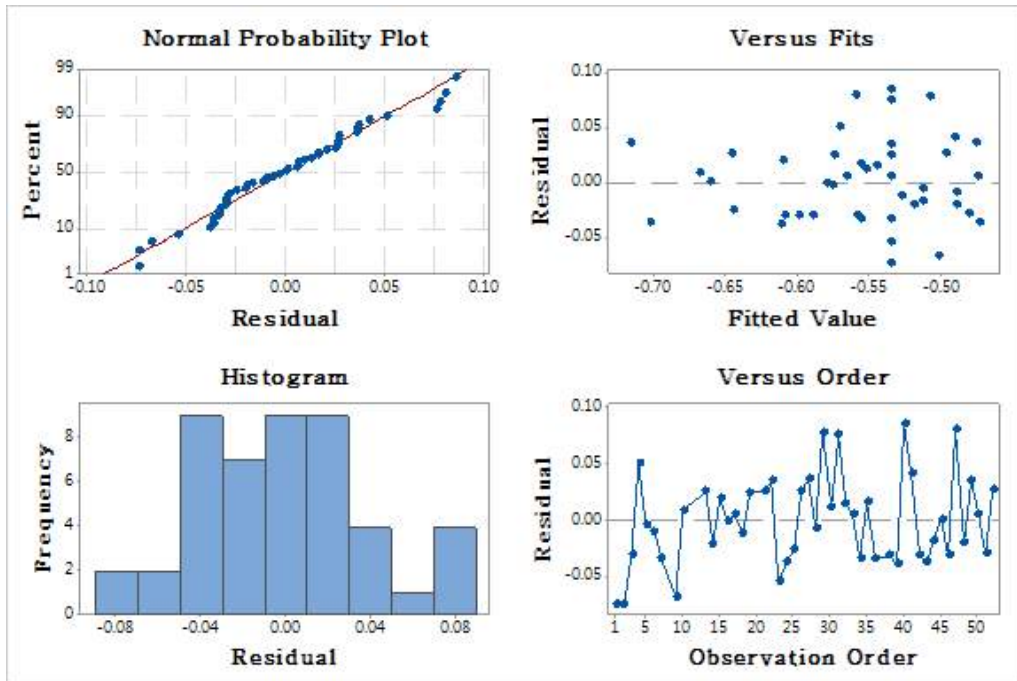 Normal Probability Plot
99
90
50
10
1
Percent
-0.10 -0.05 0.00 0.05 0.10
Residual
Versus Fits
0.10
0.05
0.00
-0.05
Residual
-0.70 -0.65 -0.60 -0.55 -0.50
Fitted Value
Histogram
8
6
4
2
0
Frequency
-0.08 -0.04 0.00 0.04 0.08
Residual
Versus Order
0.10
0.05
0.00
-0.05
Residual
1 5 10 15 20 25 30 35 40 45 50
Observation Order